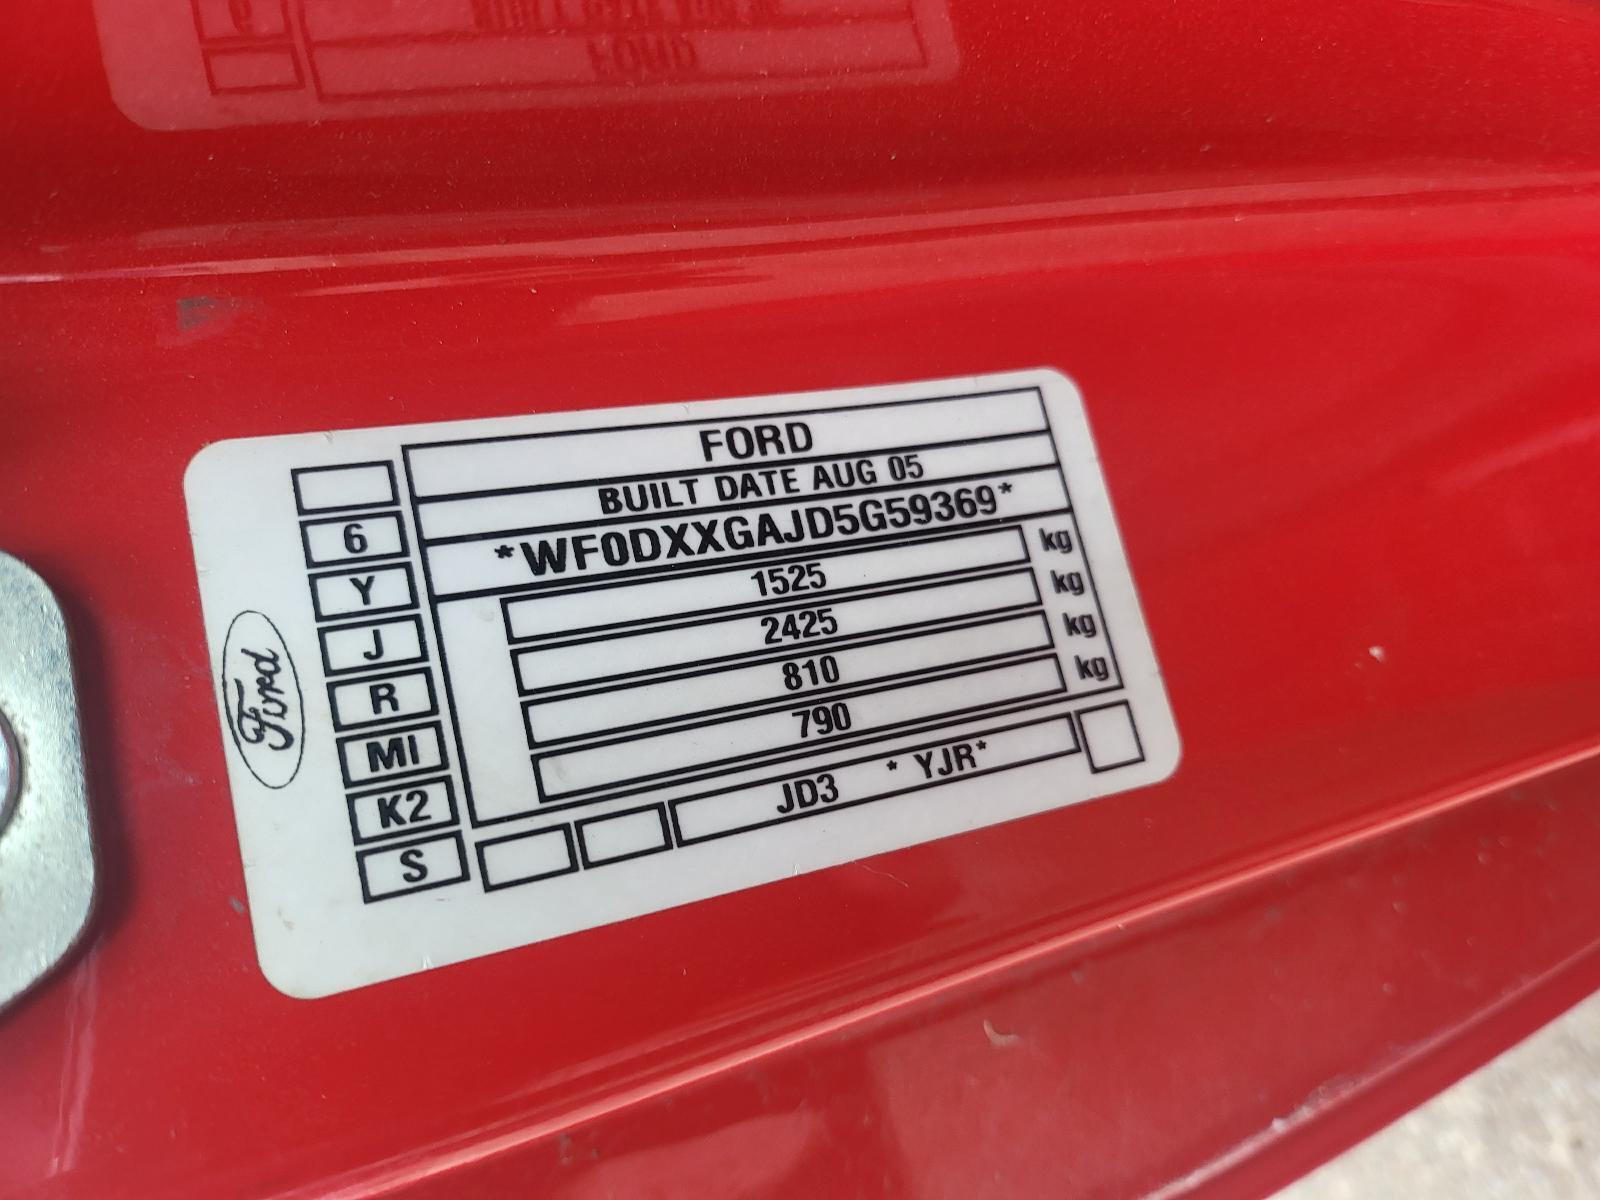 FORD
BUILT DATE AUG 05
*WF0DXXGAJD5G59369*
1525 kg
2425 kg
810 kg
790 kg
JD3 *YJR*
6
Y
J
R
MI
K2
S
Ford
FORD